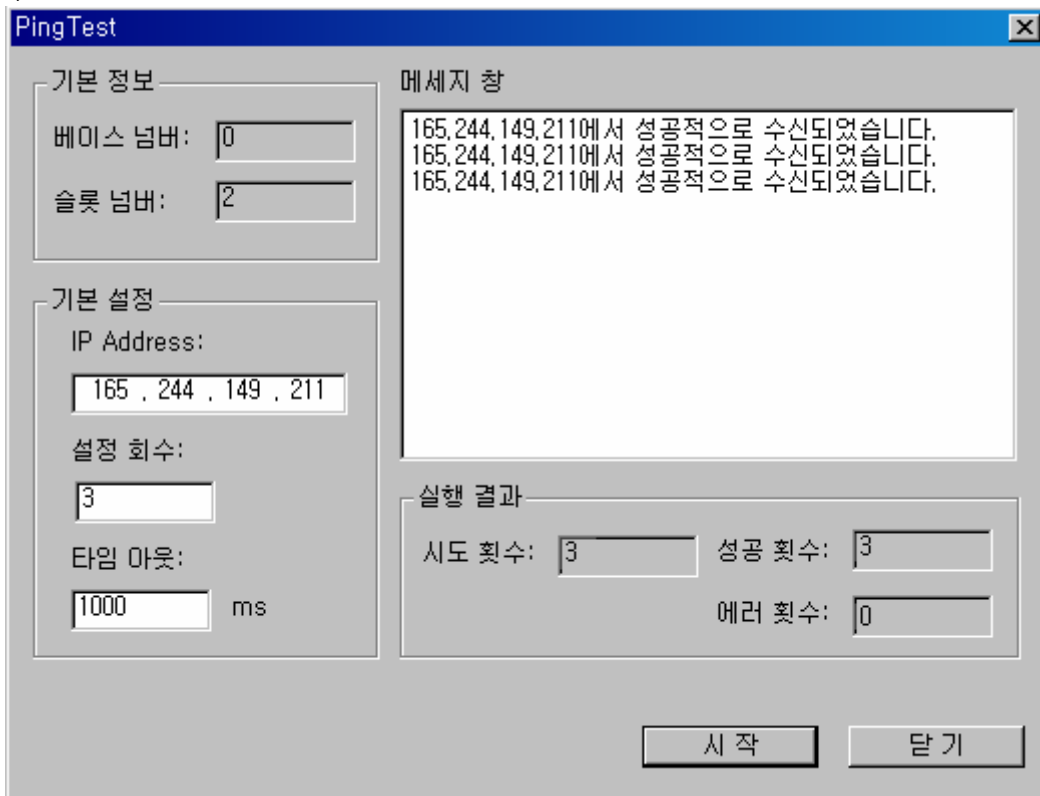 PingTest
기본 정보
베이스 넘버: 0
슬롯 넘버: 2
기본 설정
IP Address:
165 . 244 . 149 . 211
설정 회수:
3
타임 아웃:
1000 ms
메세지 창
165.244.149.211에서 성공적으로 수신되었습니다.
165.244.149.211에서 성공적으로 수신되었습니다.
165.244.149.211에서 성공적으로 수신되었습니다.
실행 결과
시도 횟수: 3 성공 횟수: 3
에러 횟수: 0
시 작 닫 기